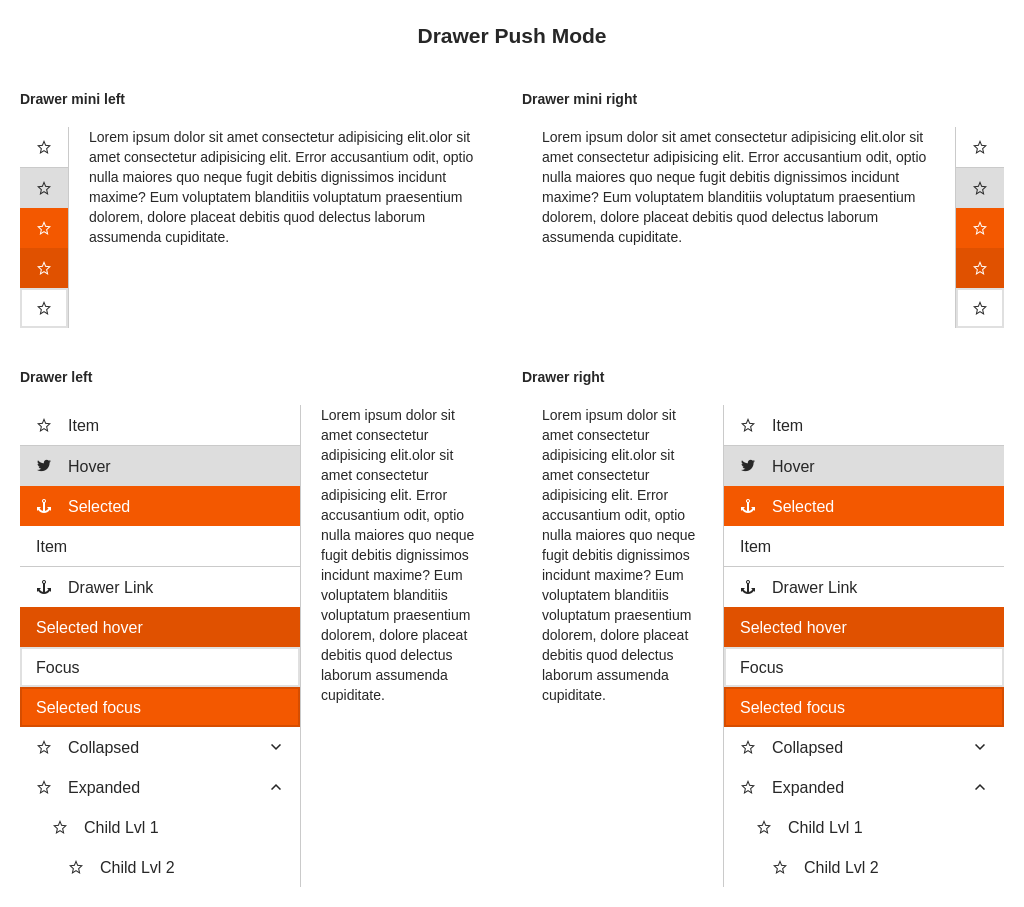 Drawer Push Mode
Drawer mini left
Lorem ipsum dolor sit amet consectetur adipisicing elit.olor sit
amet consectetur adipisicing elit. Error accusantium odit, optio
nulla maiores quo neque fugit debitis dignissimos incidunt
maxime? Eum voluptatem blanditiis voluptatum praesentium
dolorem, dolore placeat debitis quod delectus laborum
assumenda cupiditate.
Drawer mini right
Lorem ipsum dolor sit amet consectetur adipisicing elit.olor sit
amet consectetur adipisicing elit. Error accusantium odit, optio
nulla maiores quo neque fugit debitis dignissimos incidunt
maxime? Eum voluptatem blanditiis voluptatum praesentium
dolorem, dolore placeat debitis quod delectus laborum
assumenda cupiditate.
Drawer left
Item
Hover
Selected
Item
Drawer Link
Selected hover
Focus
Selected focus
Collapsed
Expanded
Child Lvl 1
Child Lvl 2
Lorem ipsum dolor sit
amet consectetur
adipisicing elit.olor sit
amet consectetur
adipisicing elit. Error
accusantium odit, optio
nulla maiores quo neque
fugit debitis dignissimos
incidunt maxime? Eum
voluptatem blanditiis
voluptatum praesentium
dolorem, dolore placeat
debitis quod delectus
laborum assumenda
cupiditate.
Drawer right
Lorem ipsum dolor sit
amet consectetur
adipisicing elit.olor sit
amet consectetur
adipisicing elit. Error
accusantium odit, optio
nulla maiores quo neque
fugit debitis dignissimos
incidunt maxime? Eum
voluptatem blanditiis
voluptatum praesentium
dolorem, dolore placeat
debitis quod delectus
laborum assumenda
cupiditate.
Item
Hover
Selected
Item
Drawer Link
Selected hover
Focus
Selected focus
Collapsed
Expanded
Child Lvl 1
Child Lvl 2